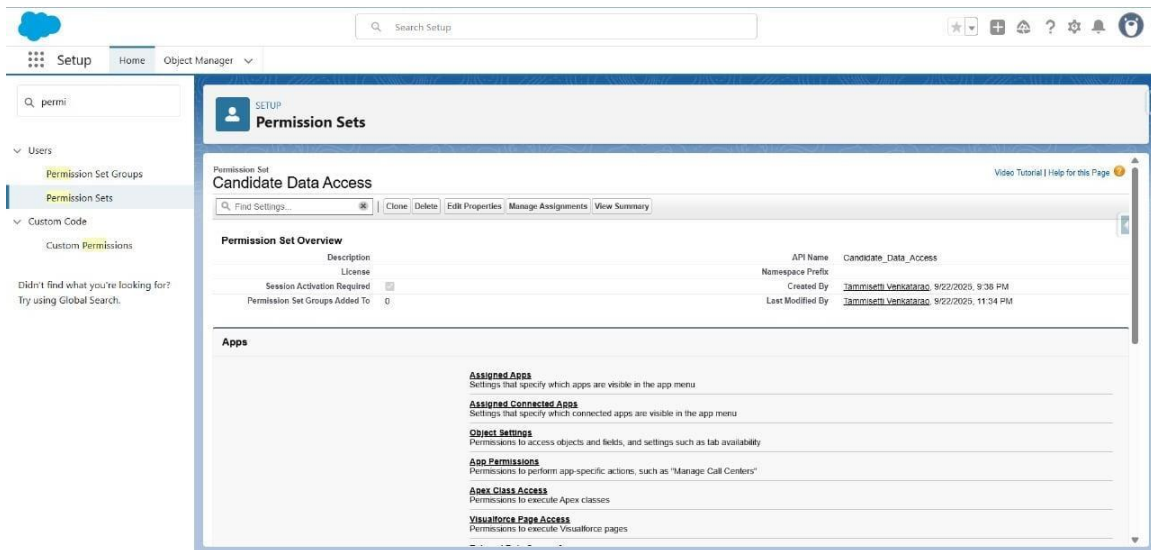 Search Setup
Setup Home Object Manager
permi
Users
Permission Set Groups
Permission Sets
Custom Code
Custom Permissions
Didn't find what you're looking for?
Try using Global Search.
SETUP
Permission Sets
Permission Set
Candidate Data Access
Video Tutorial | Help for this Page
Find Settings... | Clone Delete Edit Properties Manage Assignments View Summary
Permission Set Overview
Description API Name Candidate_Data_Access
License Namespace Prefix
Session Activation Required Created By Tammisetti Venkatarao, 9/22/2025, 9:36 PM
Permission Set Groups Added To 0 Last Modified By Tammisetti Venkatarao, 9/22/2025, 11:34 PM
Apps
Assigned Apps
Settings that specify which apps are visible in the app menu
Assigned Connected Apps
Settings that specify which connected apps are visible in the app menu
Object Settings
Permissions to access objects and fields, and settings such as tab availability
App Permissions
Permissions to perform app-specific actions, such as "Manage Call Centers"
Apex Class Access
Permissions to execute Apex classes
Visualforce Page Access
Permissions to execute Visualforce pages